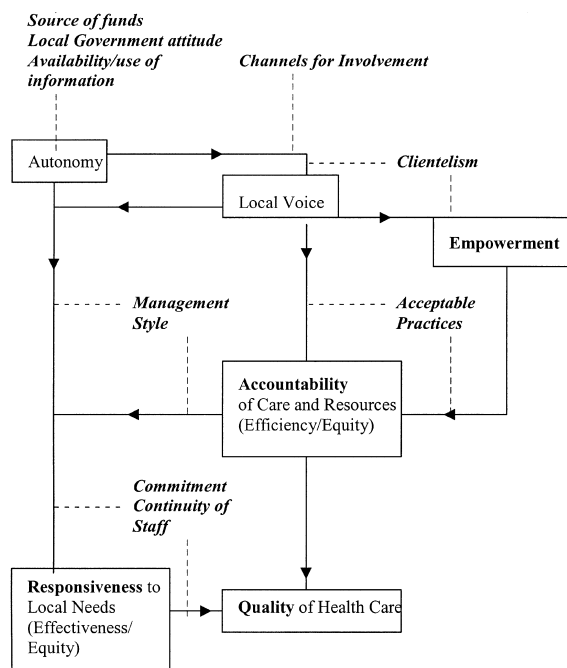 Source of funds
Local Government attitude
Availability/use of
information
Channels for Involvement
Autonomy
Clientelism
Local Voice
Empowerment
Management
Style
Acceptable
Practices
Accountability
of Care and Resources
(Efficiency/Equity)
Commitment
Continuity of
Staff
Responsiveness to
Local Needs
(Effectiveness/
Equity)
Quality of Health Care